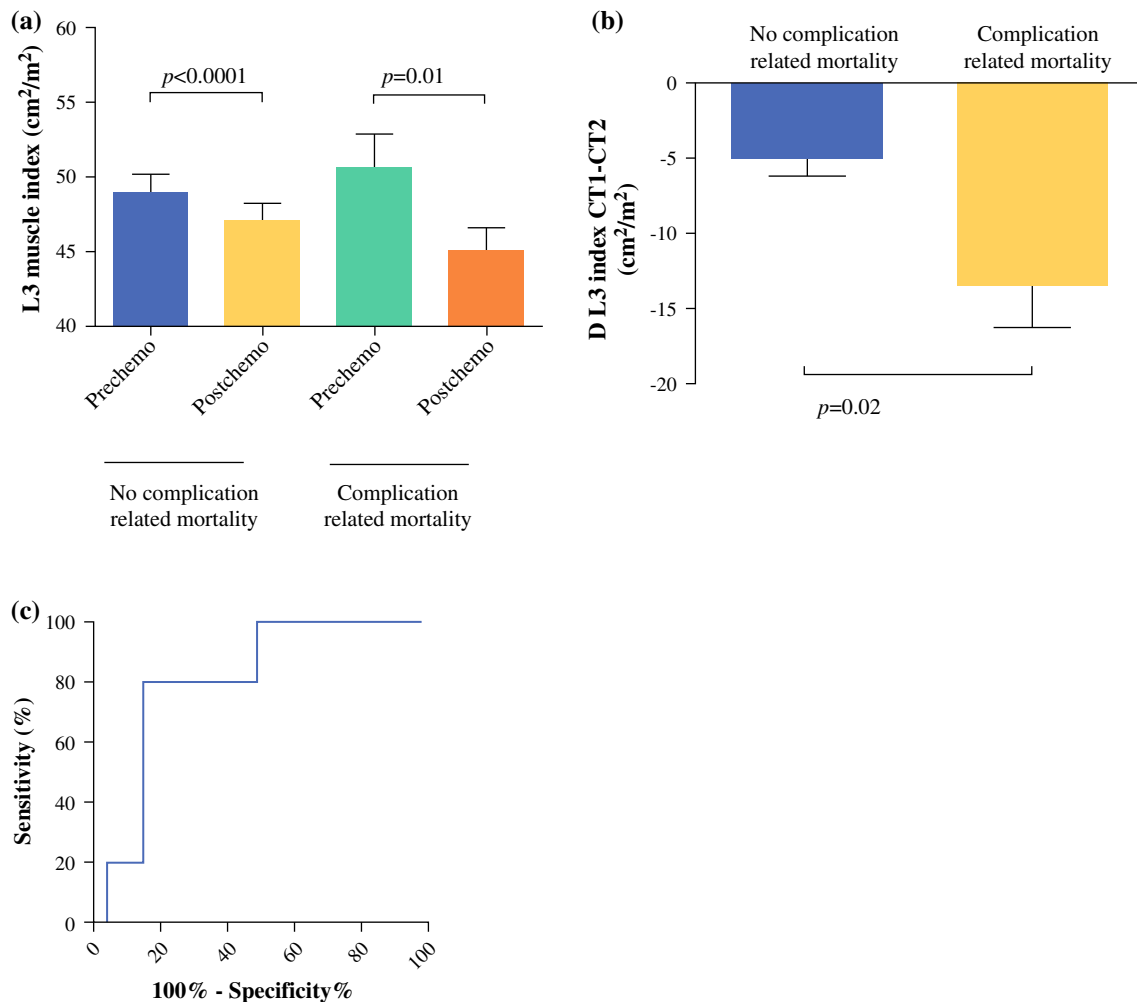 (a)
60
55
50
45
40
L3 muscle index (cm²/m²)
p<0.0001
p=0.01
Prechemo
Postchemo
Prechemo
Postchemo
No complication
related mortality
Complication
related mortality
(b)
No complication
related mortality
Complication
related mortality
0
-5
-10
-15
-20
D L3 index CT1-CT2
(cm²/m²)
p=0.02
(c)
100
80
60
40
20
0
Sensitivity (%)
0
20
40
60
80
100
100% - Specificity%